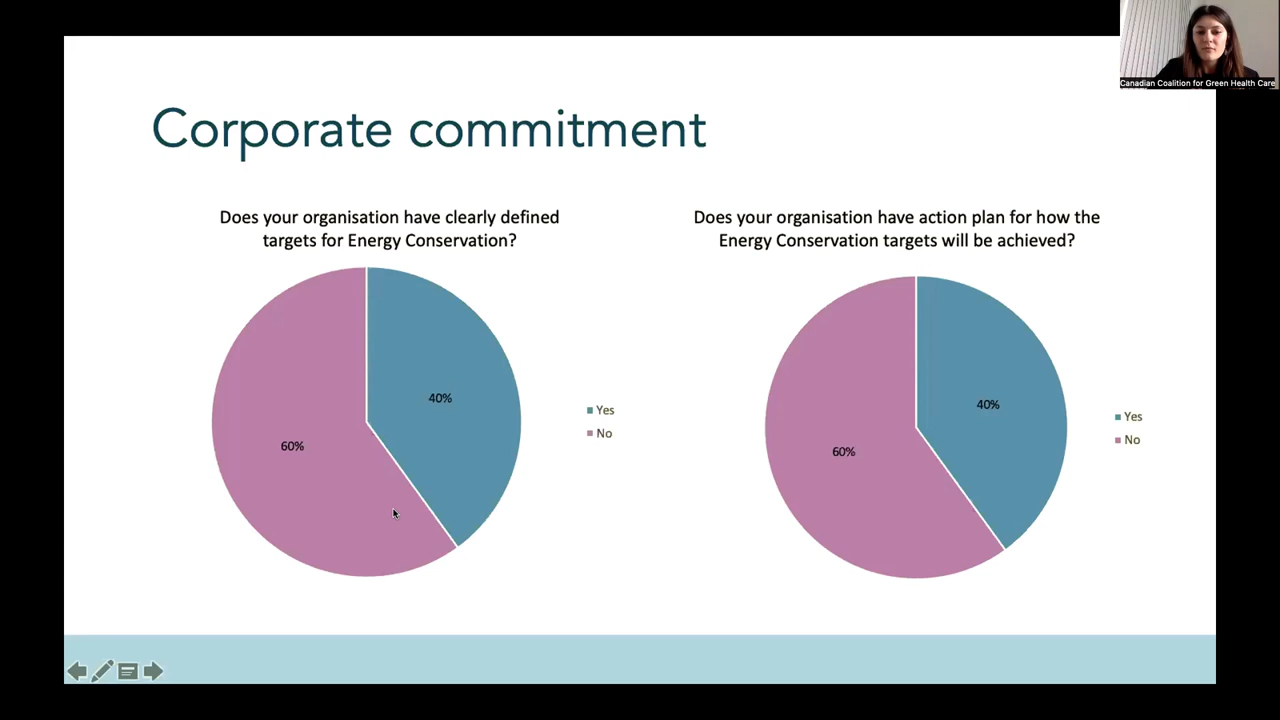 Canadian Coalition for Green Health Care
Corporate commitment
Does your organisation have clearly defined
targets for Energy Conservation?
40%
60%
Yes
No
Does your organisation have action plan for how the
Energy Conservation targets will be achieved?
40%
60%
Yes
No